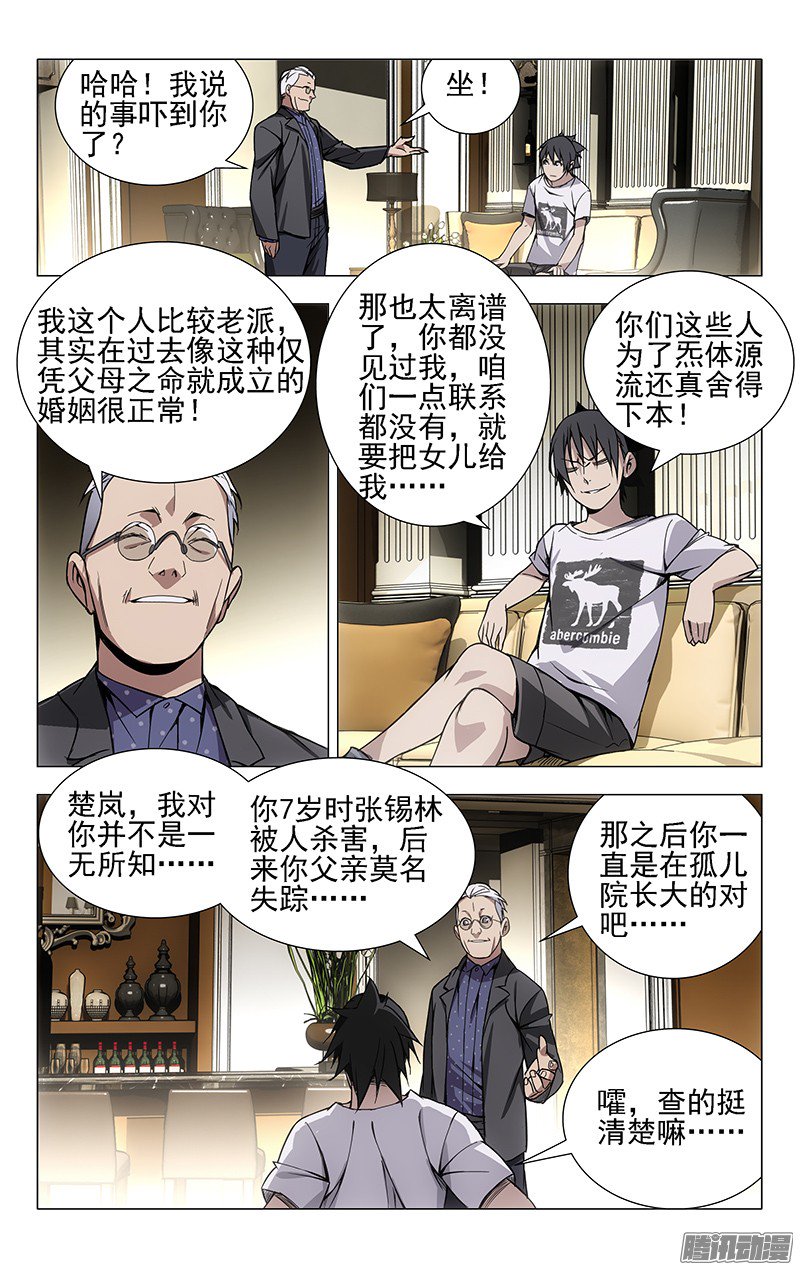 哈哈！我说
的事吓到你
了？
坐！
我这个人比较老派，
其实在过去像这种仅
凭父母之命就成立的
婚姻很正常！
那也太离谱
了，你都没
见过我，咱
们一点联系
都没有，就
要把女儿给
我……
你们这些人
为了炁体源
流还真舍得
下本！
abercombie
楚岚，我对
你并不是一
无所知……
你7岁时张锡林
被人杀害，后
来你父亲莫名
失踪……
那之后你一
直是在孤儿
院长大的对
吧……
嚯，查的挺
清楚嘛……
腾讯动漫